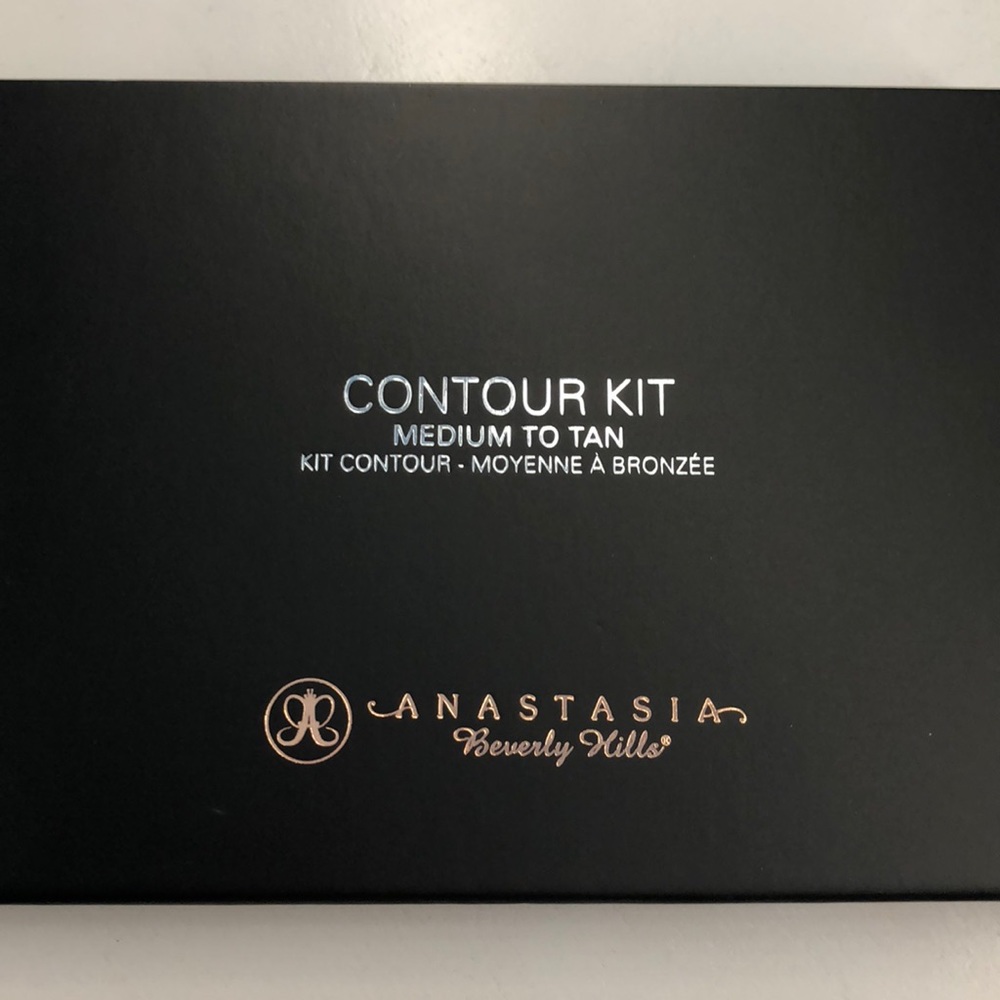 CONTOUR KIT
MEDIUM TO TAN
KIT CONTOUR - MOYENNE À BRONZÉE
ANASTASIA
Beverly Hills®